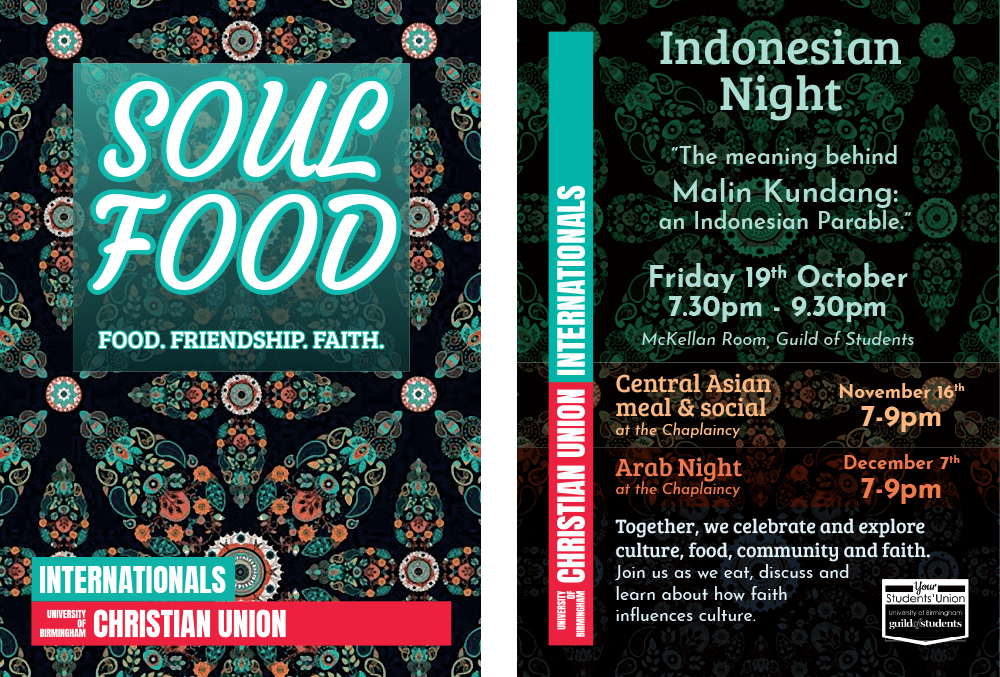 SOUL
FOOD
FOOD. FRIENDSHIP. FAITH.
INTERNATIONALS
UNIVERSITY
OF
BIRMINGHAM
CHRISTIAN UNION
Indonesian
Night
“The meaning behind
Malin Kundang:
an Indonesian Parable.”
Friday 19th October
7.30pm - 9.30pm
McKellan Room, Guild of Students
Central Asian
meal & social
at the Chaplaincy
November 16th
7-9pm
Arab Night
at the Chaplaincy
December 7th
7-9pm
Together, we celebrate and explore
culture, food, community and faith.
Join us as we eat, discuss and
learn about how faith
influences culture.
INTERNATIONALS
UNIVERSITY
OF
BIRMINGHAM
CHRISTIAN UNION
Your
Students' Union
University of Birmingham
guild of students